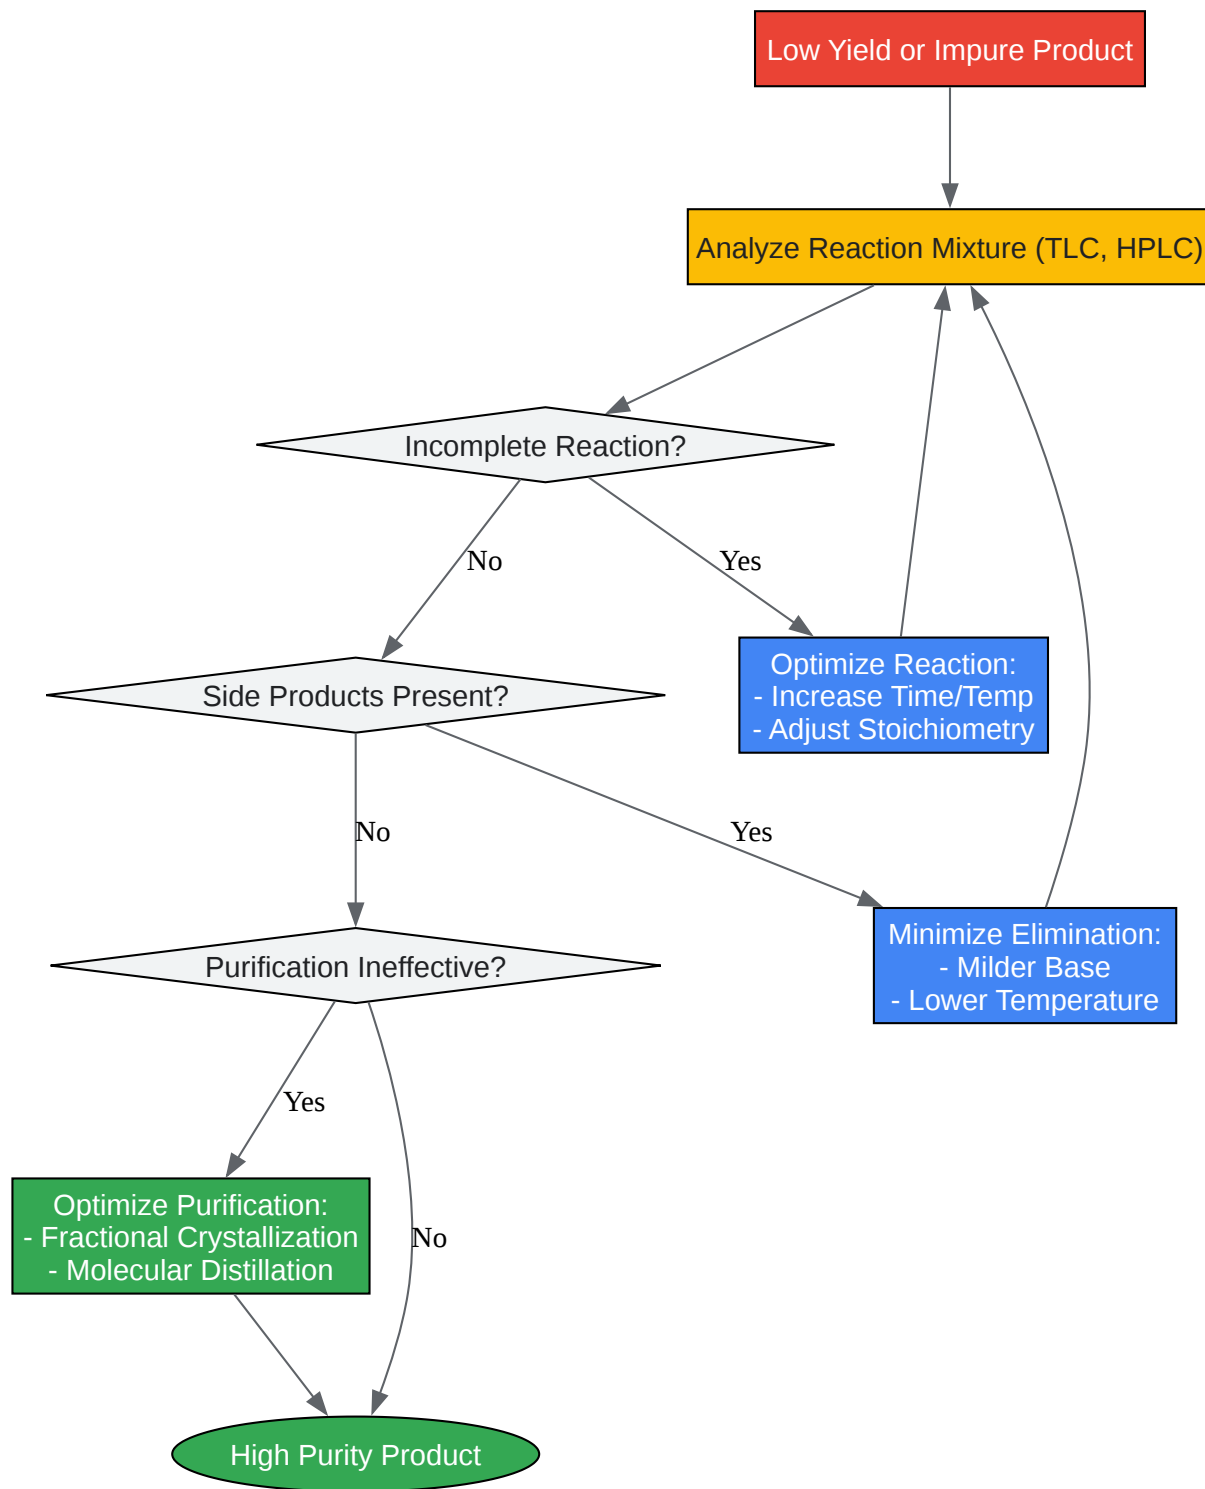 Low Yield or Impure Product
Analyze Reaction Mixture (TLC, HPLC)
Incomplete Reaction?
No
Yes
Optimize Reaction:
- Increase Time/Temp
- Adjust Stoichiometry
Side Products Present?
No
Yes
Minimize Elimination:
- Milder Base
- Lower Temperature
Purification Ineffective?
Yes
No
Optimize Purification:
- Fractional Crystallization
- Molecular Distillation
High Purity Product